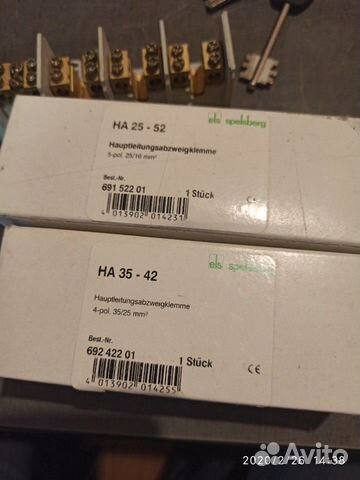 HA 25 - 52
els spelsberg
Hauptleitungsabzweigklemme
5-pol. 25/16 mm²
Best.-Nr.
691 522 01
1 Stück
CE
4 013902 014231
HA 35 - 42
els spelsberg
Hauptleitungsabzweigklemme
4-pol. 35/25 mm²
Best.-Nr.
692 422 01
1 Stück
CE
4 013902 014255
2020/2/26 14:38
Avito